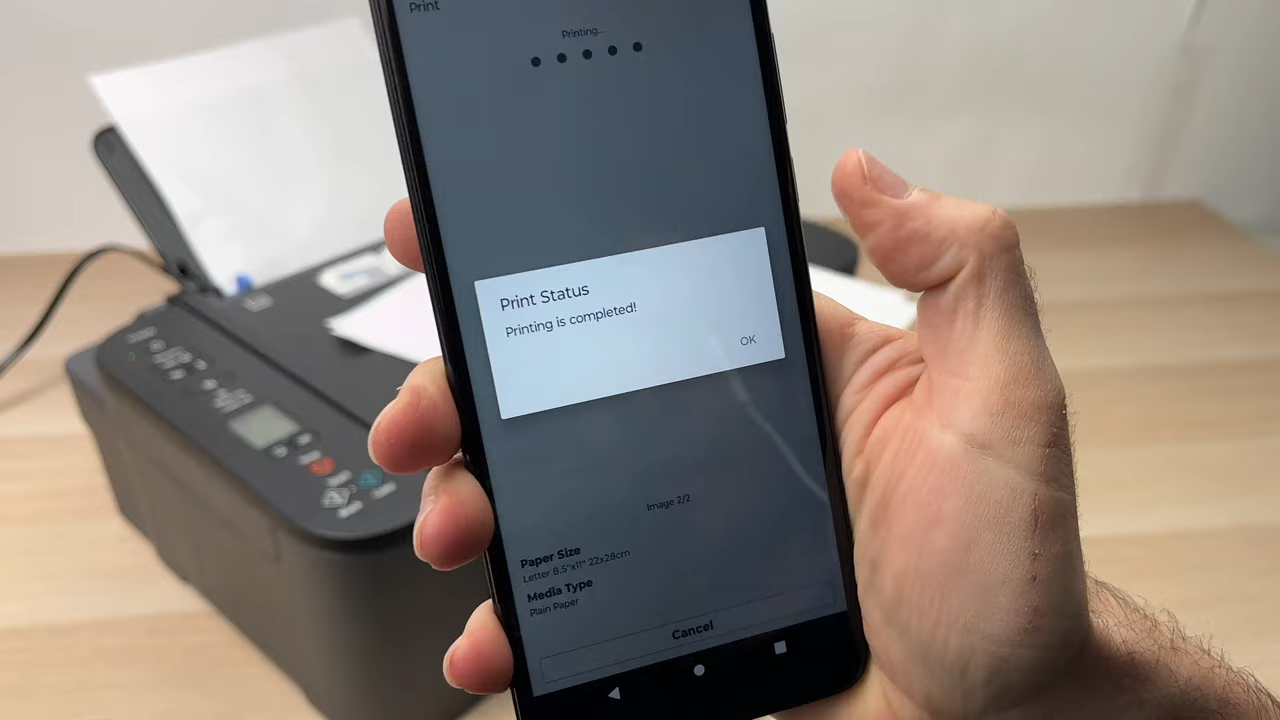 Print
Printing...
Print Status
Printing is completed!
OK
Image 2/2
Paper Size
Letter 8.5"x11" 22x28cm
Media Type
Plain Paper
Cancel